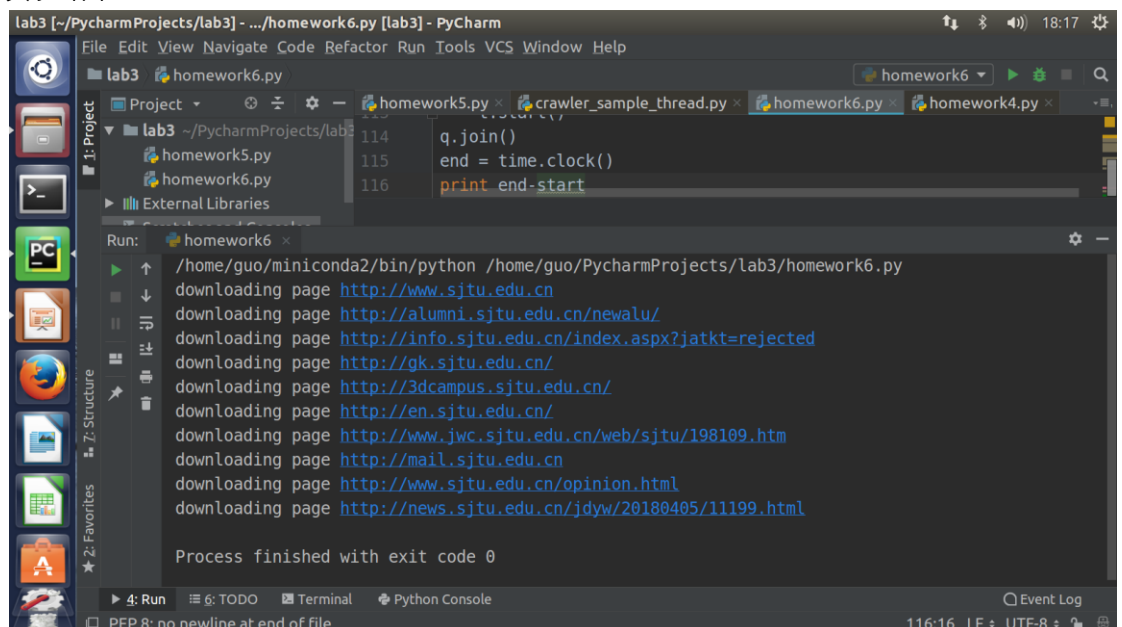 lab3 [~/PycharmProjects/lab3] - .../homework6.py [lab3] - PyCharm 18:17
File Edit View Navigate Code Refactor Run Tools VCS Window Help
lab3 homework6.py homework6
Project homework5.py crawler_sample_thread.py homework6.py homework4.py
1: Project
lab3 ~/PycharmProjects/lab3
homework5.py
homework6.py
External Libraries
114 q.join()
115 end = time.clock()
116 print end-start
Run: homework6
/home/guo/miniconda2/bin/python /home/guo/PycharmProjects/lab3/homework6.py
downloading page http://www.sjtu.edu.cn
downloading page http://alumni.sjtu.edu.cn/newalu/
downloading page http://info.sjtu.edu.cn/index.aspx?jatkt=rejected
downloading page http://gk.sjtu.edu.cn/
downloading page http://3dcampus.sjtu.edu.cn/
downloading page http://en.sjtu.edu.cn/
downloading page http://www.jwc.sjtu.edu.cn/web/sjtu/198109.htm
downloading page http://mail.sjtu.edu.cn
downloading page http://www.sjtu.edu.cn/opinion.html
downloading page http://news.sjtu.edu.cn/jdyw/20180405/11199.html
Process finished with exit code 0
7: Structure
2: Favorites
4: Run 6: TODO Terminal Python Console Event Log
PEP 8: no newline at end of file 116:16 LF UTF-8